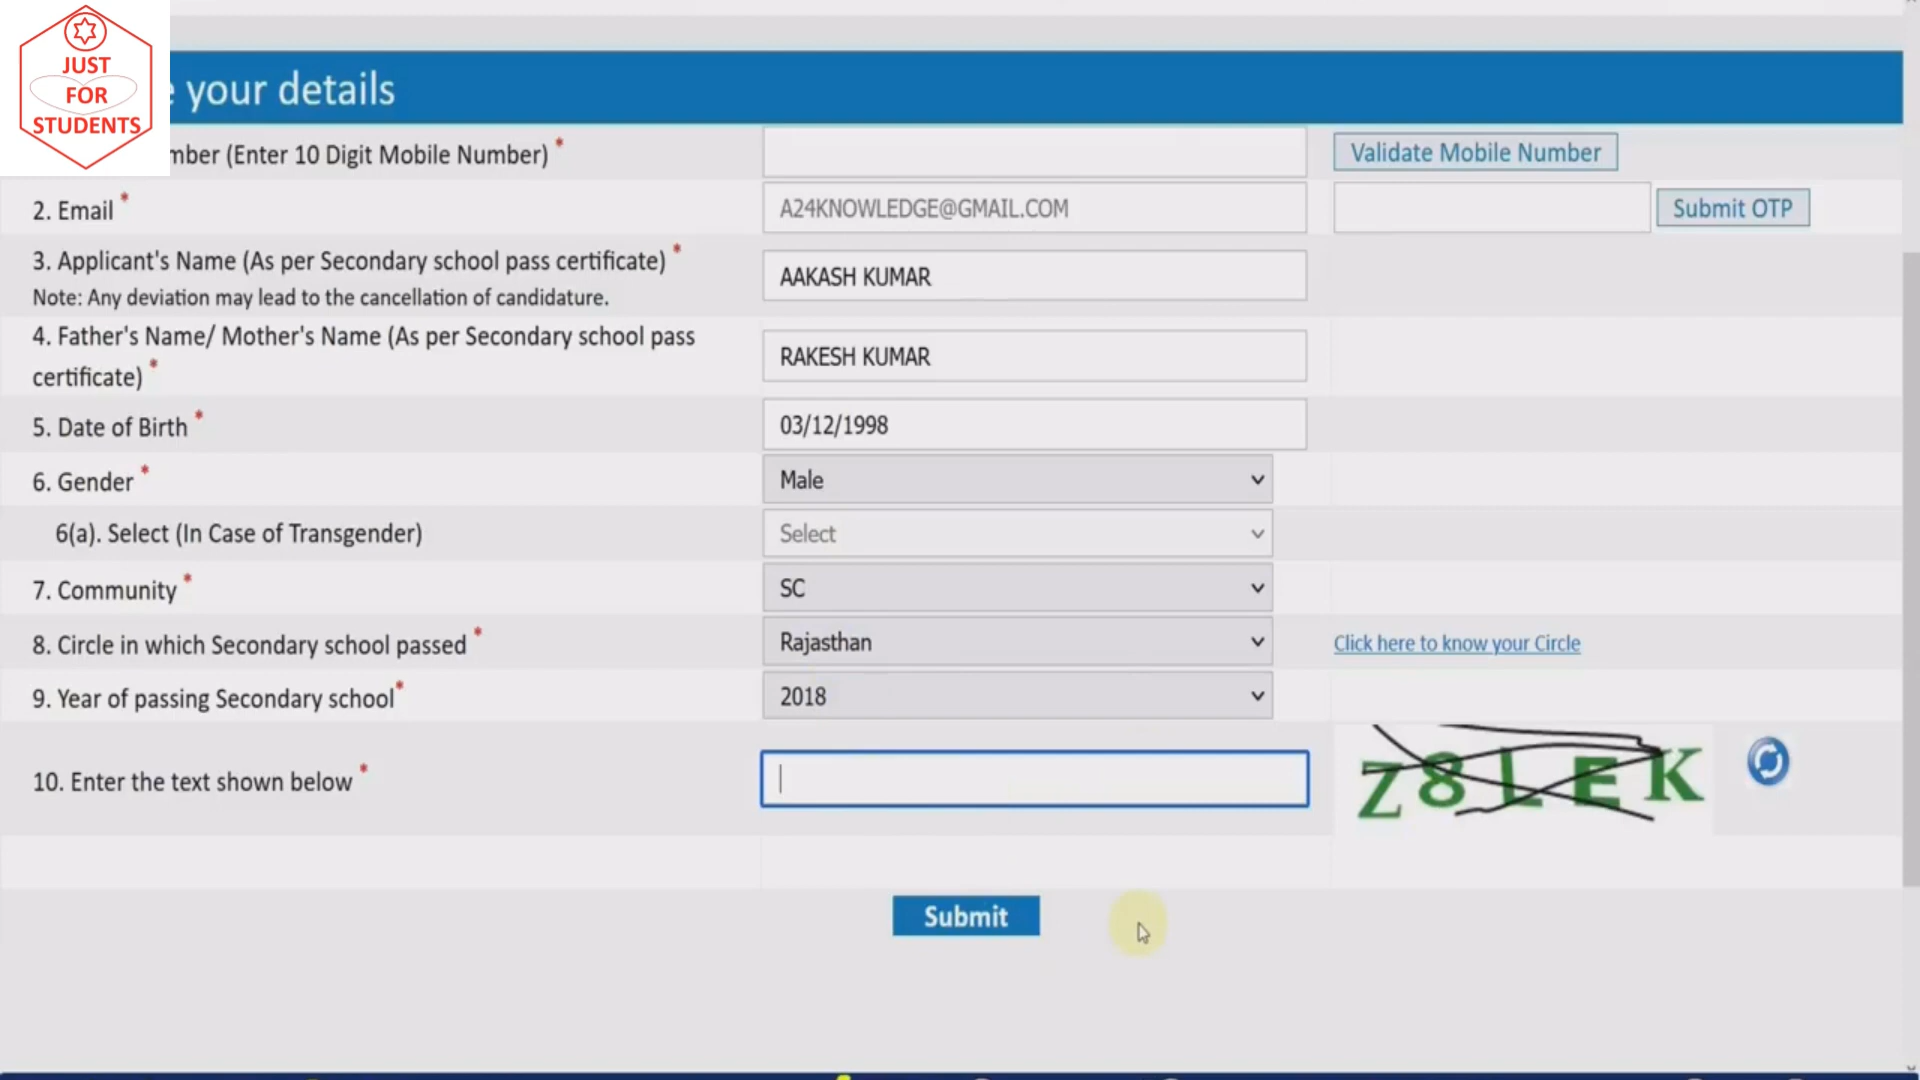 JUST
FOR
STUDENTS
your details
mber (Enter 10 Digit Mobile Number) *
Validate Mobile Number
2. Email *
A24KNOWLEDGE@GMAIL.COM
Submit OTP
3. Applicant's Name (As per Secondary school pass certificate) *
AAKASH KUMAR
Note: Any deviation may lead to the cancellation of candidature.
4. Father's Name/ Mother's Name (As per Secondary school pass
certificate) *
RAKESH KUMAR
5. Date of Birth *
03/12/1998
6. Gender *
Male
6(a). Select (In Case of Transgender)
Select
7. Community *
SC
8. Circle in which Secondary school passed *
Rajasthan
Click here to know your Circle
9. Year of passing Secondary school *
2018
10. Enter the text shown below *
Z8LEK
Submit